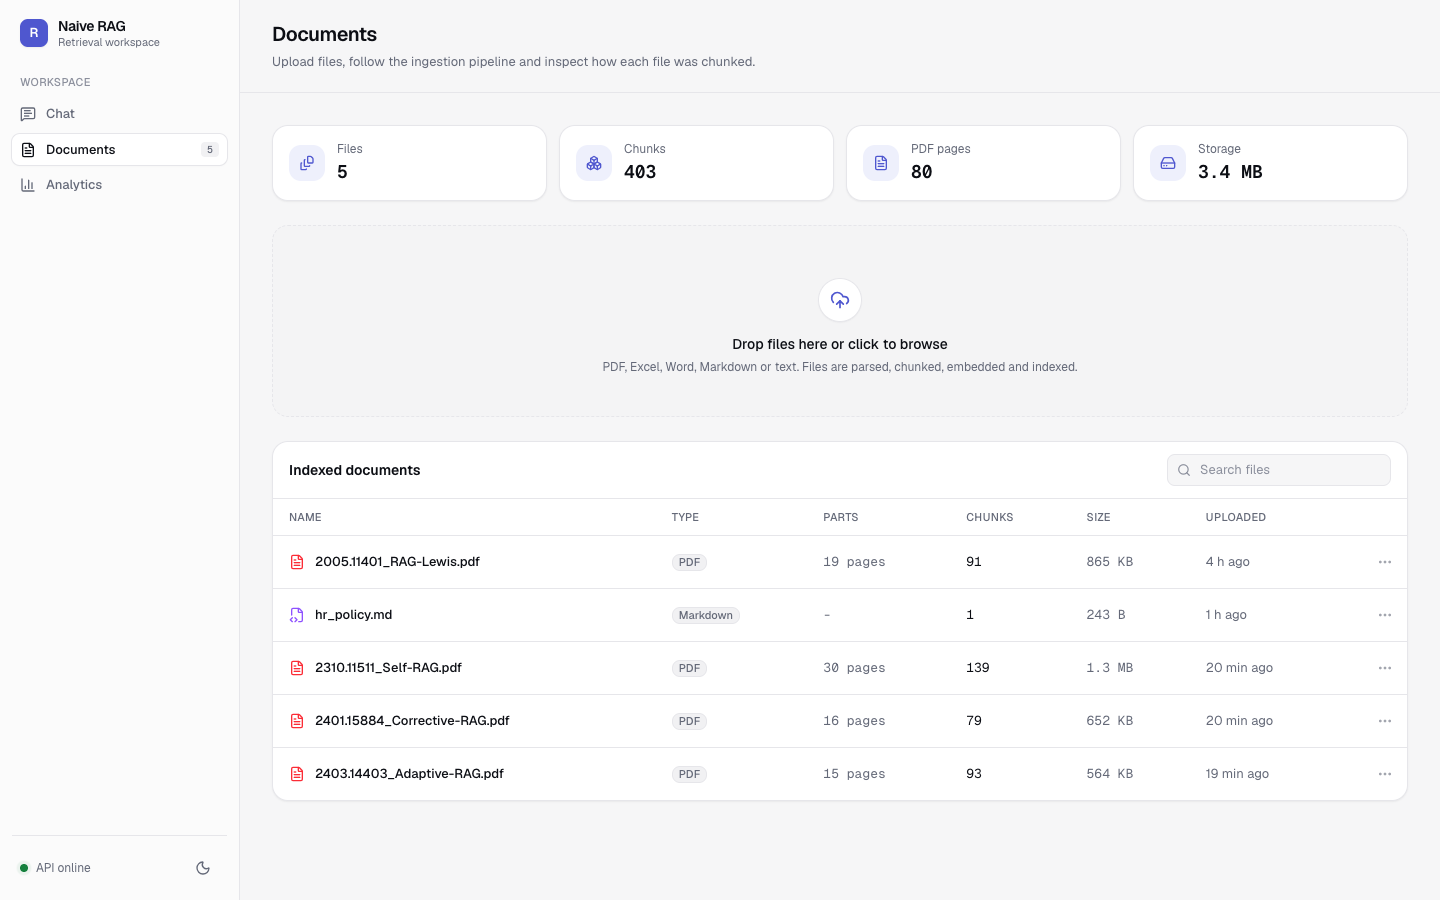 R
Naive RAG
Retrieval workspace
WORKSPACE
Chat
Documents 5
Analytics
API online
Documents
Upload files, follow the ingestion pipeline and inspect how each file was chunked.
Files
5
Chunks
403
PDF pages
80
Storage
3.4 MB
Drop files here or click to browse
PDF, Excel, Word, Markdown or text. Files are parsed, chunked, embedded and indexed.
Indexed documents
Search files
NAME TYPE PARTS CHUNKS SIZE UPLOADED
2005.11401_RAG-Lewis.pdf PDF 19 pages 91 865 KB 4 h ago
hr_policy.md Markdown - 1 243 B 1 h ago
2310.11511_Self-RAG.pdf PDF 30 pages 139 1.3 MB 20 min ago
2401.15884_Corrective-RAG.pdf PDF 16 pages 79 652 KB 20 min ago
2403.14403_Adaptive-RAG.pdf PDF 15 pages 93 564 KB 19 min ago